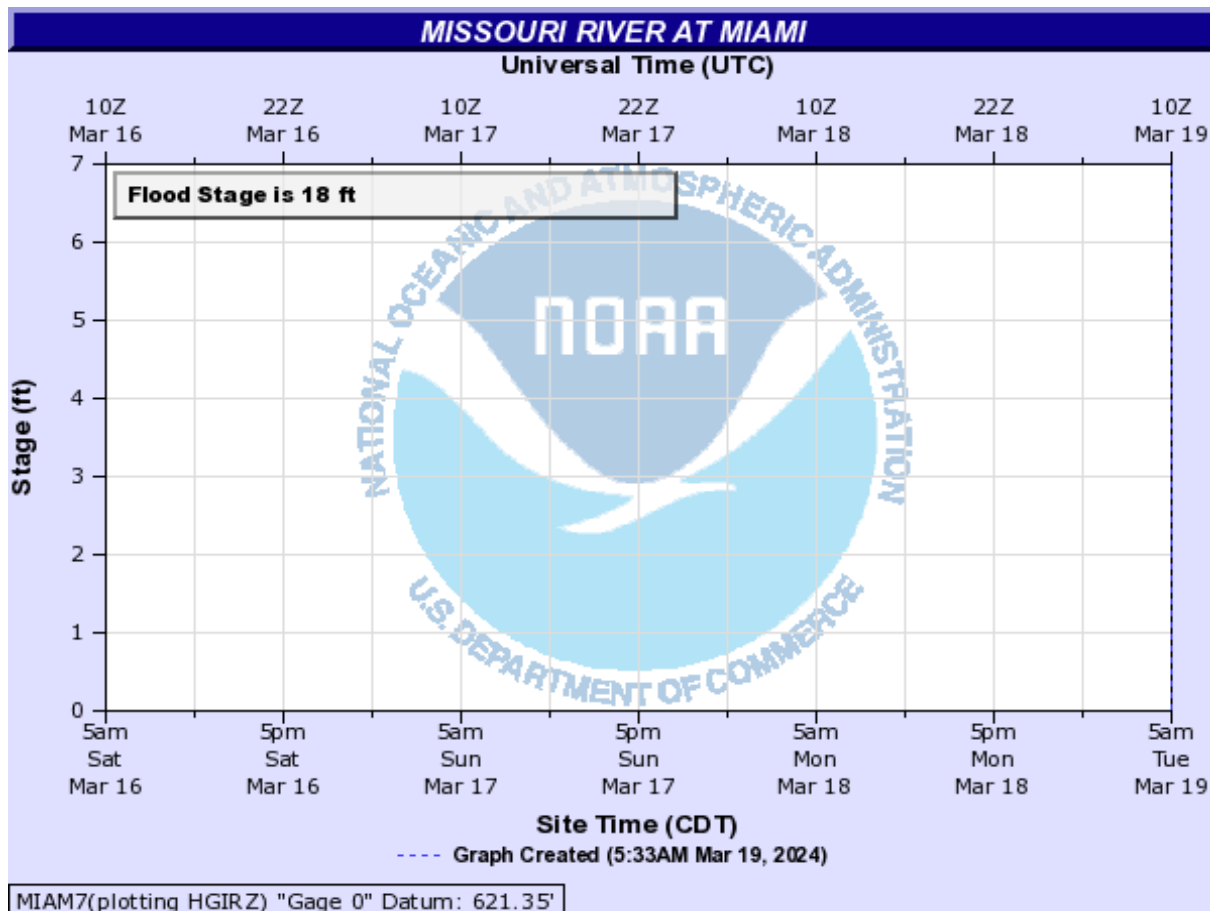 MISSOURI RIVER AT MIAMI
Universal Time (UTC)
10Z 22Z 10Z 22Z 10Z 22Z 10Z
Mar 16 Mar 16 Mar 17 Mar 17 Mar 18 Mar 18 Mar 19
7
Flood Stage is 18 ft
NATIONAL OCEANIC AND ATMOSPHERIC ADMINISTRATION
6
5
NOAA
4
Stage (ft)
3
2
1
U.S. DEPARTMENT OF COMMERCE
0
5am 5pm 5am 5pm 5am 5pm 5am
Sat Sat Sun Sun Mon Mon Tue
Mar 16 Mar 16 Mar 17 Mar 17 Mar 18 Mar 18 Mar 19
Site Time (CDT)
Graph Created (5:33AM Mar 19, 2024)
MIAM7(plotting HGIRZ) "Gage 0" Datum: 621.35'